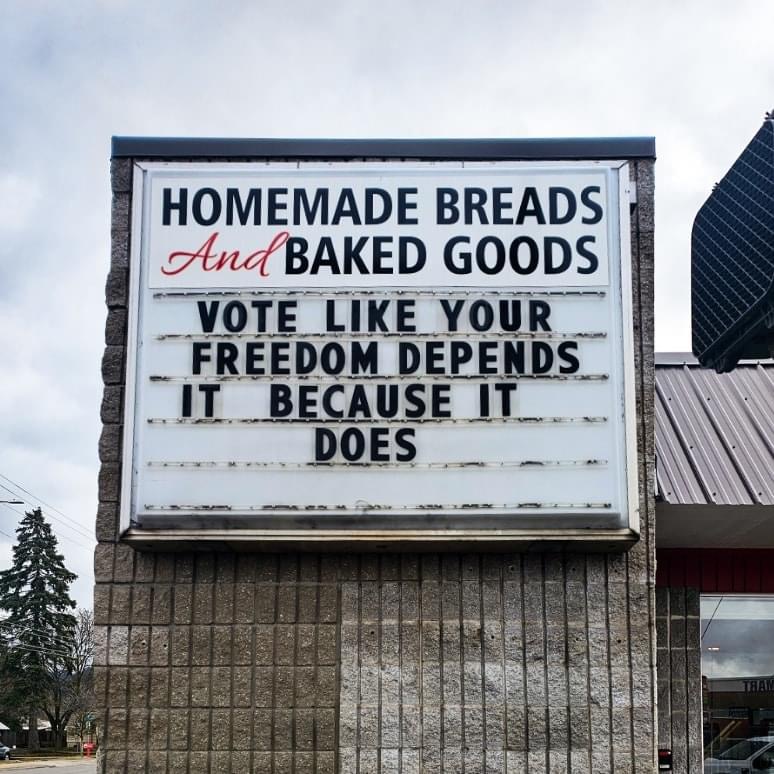 HOMEMADE BREADS
And BAKED GOODS
VOTE LIKE YOUR
FREEDOM DEPENDS
IT BECAUSE IT
DOES